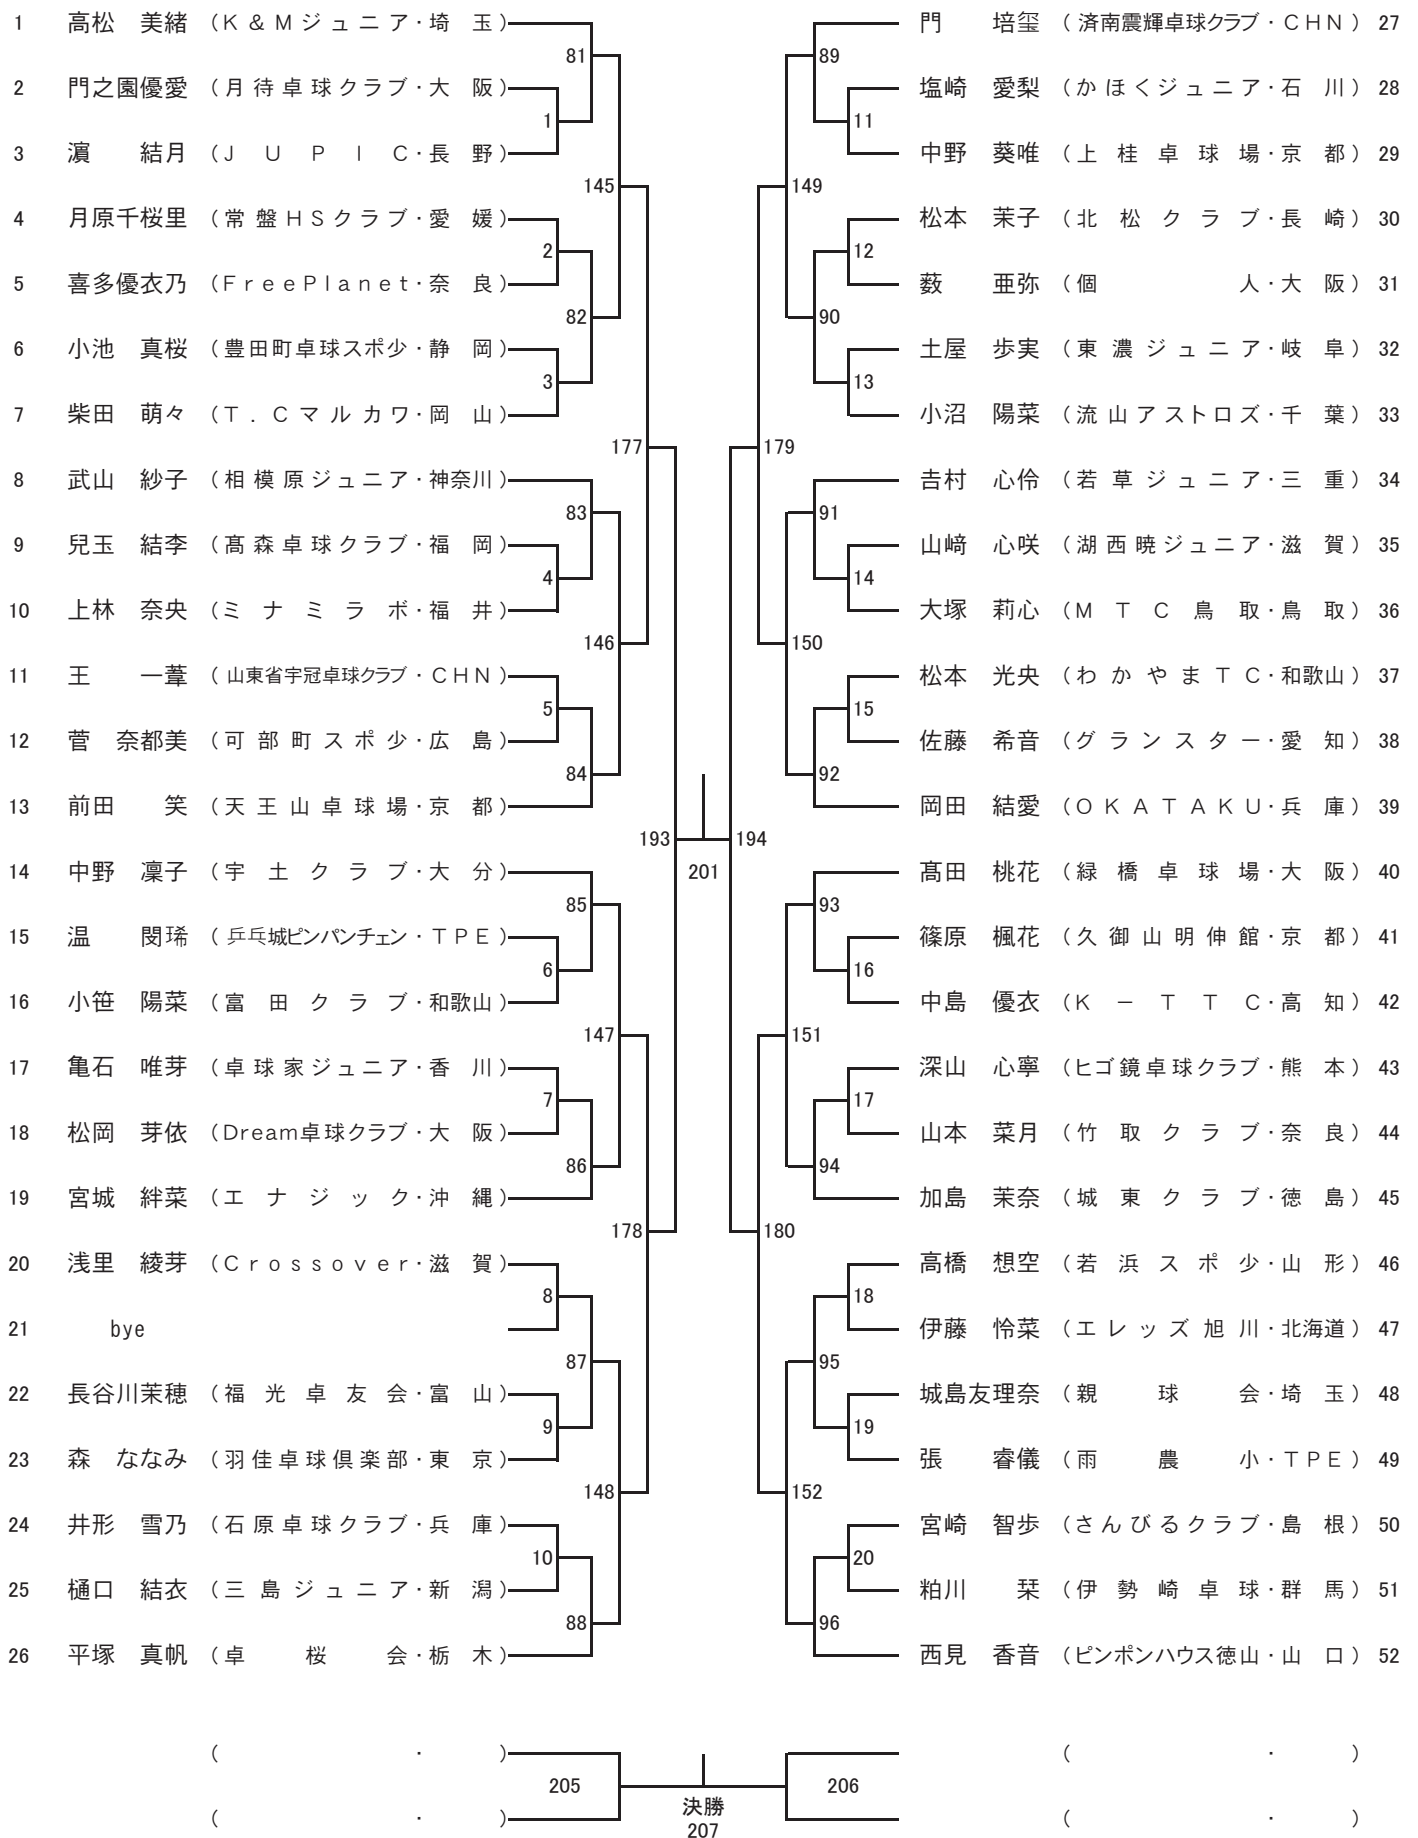 1 高松 美緒 (K&Mジュニア・埼 玉)
81
2 門之園優愛 (月待卓球クラブ・大 阪)
1
3 濵 結月 (J U P I C・長 野)
145
4 月原千桜里 (常盤HSクラブ・愛 媛)
2
5 喜多優衣乃 (FreePlanet・奈 良)
82
6 小池 真桜 (豊田町卓球スポ少・静 岡)
3
7 柴田 萌々 (T.Cマルカワ・岡 山)
177
8 武山 紗子 (相模原ジュニア・神奈川)
83
9 兒玉 結李 (髙森卓球クラブ・福 岡)
4
10 上林 奈央 (ミナミラボ・福 井)
146
11 王 一葦 (山東省宇冠卓球クラブ・CHN)
5
12 菅 奈都美 (可部町スポ少・広 島)
84
13 前田 笑 (天王山卓球場・京 都)
193
14 中野 凜子 (宇土クラブ・大 分)
85
15 温 閔琋 (乒乓城ピンパンチェン・TPE)
6
16 小笹 陽菜 (富田クラブ・和歌山)
147
17 亀石 唯芽 (卓球家ジュニア・香 川)
7
18 松岡 芽依 (Dream卓球クラブ・大 阪)
86
19 宮城 絆菜 (エナジック・沖 縄)
178
20 浅里 綾芽 (Crossover・滋 賀)
8
21 bye
87
22 長谷川茉穂 (福光卓友会・富 山)
9
23 森 ななみ (羽佳卓球倶楽部・東 京)
148
24 井形 雪乃 (石原卓球クラブ・兵 庫)
10
25 樋口 結衣 (三島ジュニア・新 潟)
88
26 平塚 真帆 (卓桜会・栃 木)
201
門 培玺 (済南震輝卓球クラブ・CHN) 27
89
塩崎 愛梨 (かほくジュニア・石 川) 28
11
中野 葵唯 (上桂卓球場・京 都) 29
149
松本 茉子 (北松クラブ・長 崎) 30
12
薮 亜弥 (個 人・大 阪) 31
90
土屋 歩実 (東濃ジュニア・岐 阜) 32
13
小沼 陽菜 (流山アストロズ・千 葉) 33
179
𠮷村 心伶 (若草ジュニア・三 重) 34
91
山﨑 心咲 (湖西暁ジュニア・滋 賀) 35
14
大塚 莉心 (MTC鳥取・鳥 取) 36
150
松本 光央 (わかやまTC・和歌山) 37
15
佐藤 希音 (グランスター・愛 知) 38
92
岡田 結愛 (OKATAKU・兵 庫) 39
194
髙田 桃花 (緑橋卓球場・大 阪) 40
93
篠原 楓花 (久御山明伸館・京 都) 41
16
中島 優衣 (K-TTC・高 知) 42
151
深山 心寧 (ヒゴ鏡卓球クラブ・熊 本) 43
17
山本 菜月 (竹取クラブ・奈 良) 44
94
加島 茉奈 (城東クラブ・徳 島) 45
180
高橋 想空 (若浜スポ少・山 形) 46
18
伊藤 怜菜 (エレッズ旭川・北海道) 47
95
城島友理奈 (親球会・埼 玉) 48
19
張 睿儀 (雨農小・TPE) 49
152
宮崎 智歩 (さんびるクラブ・島 根) 50
20
粕川 栞 (伊勢崎卓球・群 馬) 51
96
西見 香音 (ピンポンハウス徳山・山 口) 52
( ・ ) ( ・ )
205 206
( ・ ) 決勝 ( ・ )
207